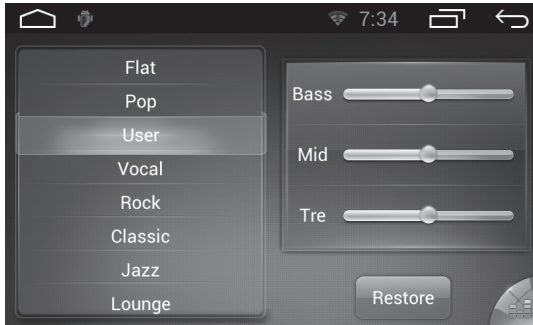 7:34
Flat
Pop
User
Vocal
Rock
Classic
Jazz
Lounge
Bass
Mid
Tre
Restore